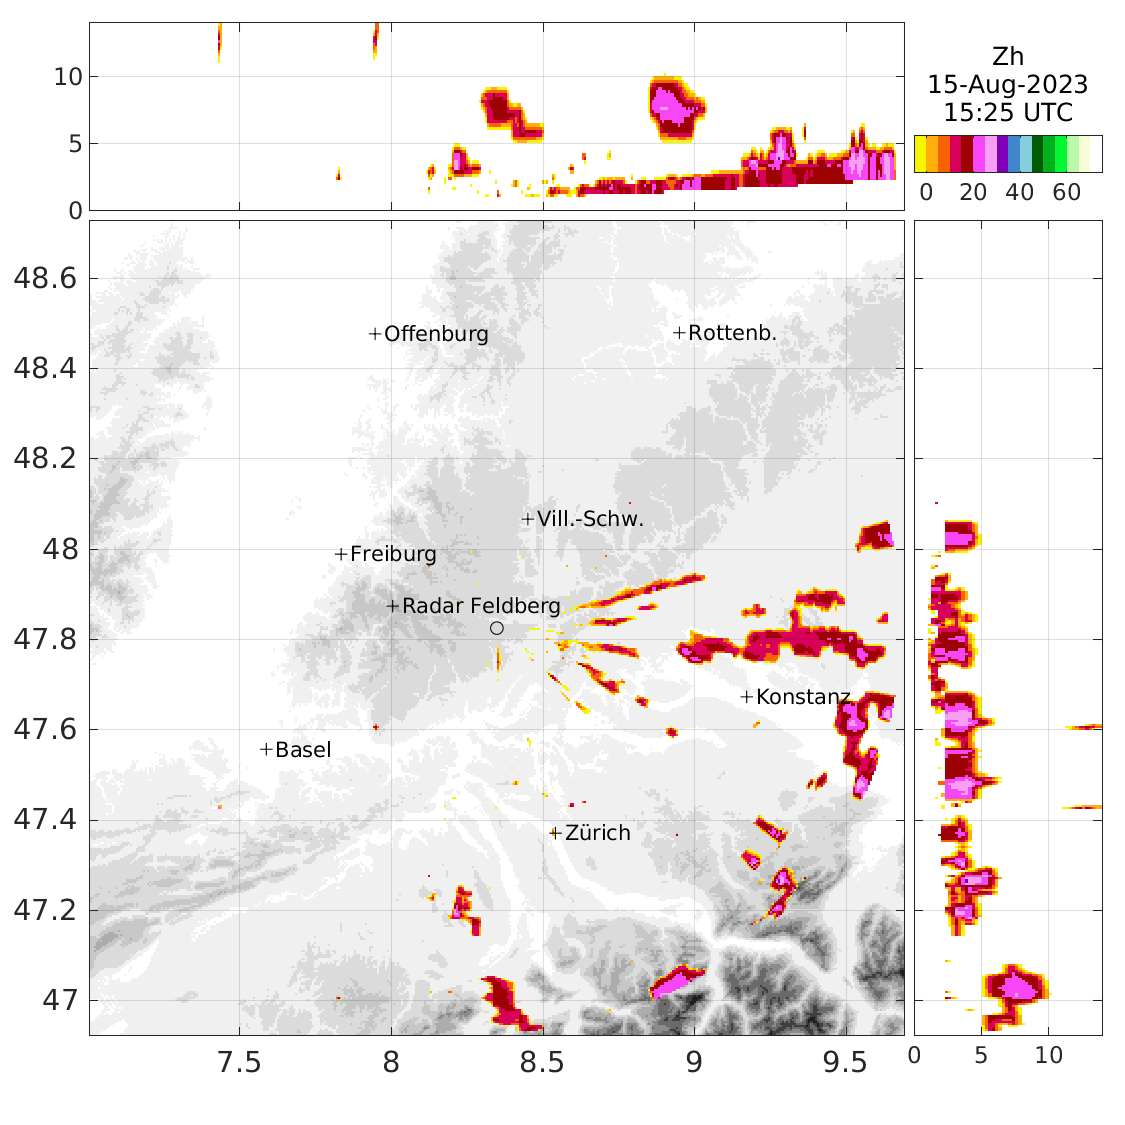 10
5
0
Zh
15-Aug-2023
15:25 UTC
0 20 40 60
48.6
48.4
48.2
48
47.8
47.6
47.4
47.2
47
+Offenburg
+Rottenb.
+Vill.-Schw.
+Freiburg
+Radar Feldberg
+Konstanz
+Basel
+Zürich
7.5 8 8.5 9 9.5
0 5 10